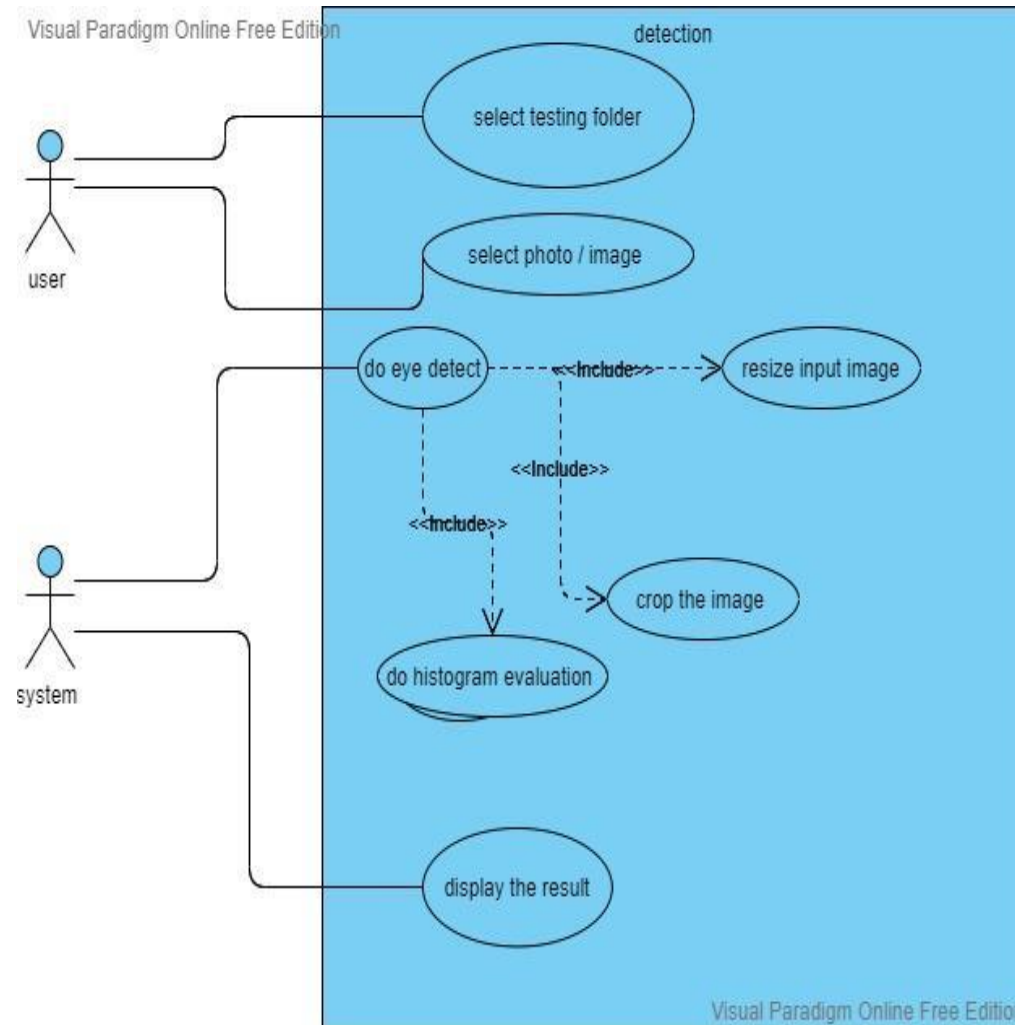 Visual Paradigm Online Free Edition
detection
select testing folder
select photo / image
user
do eye detect
<<Include>>
resize input image
<<Include>>
<<Include>>
crop the image
do histogram evaluation
system
display the result
Visual Paradigm Online Free Edition